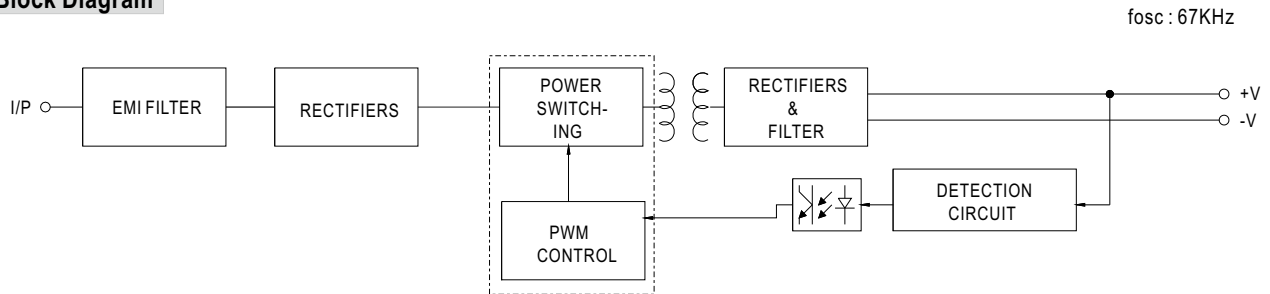 Block Diagram
fosc : 67KHz
I/P
EMI FILTER
RECTIFIERS
POWER
SWITCH-
ING
RECTIFIERS
&
FILTER
+V
-V
DETECTION
CIRCUIT
PWM
CONTROL